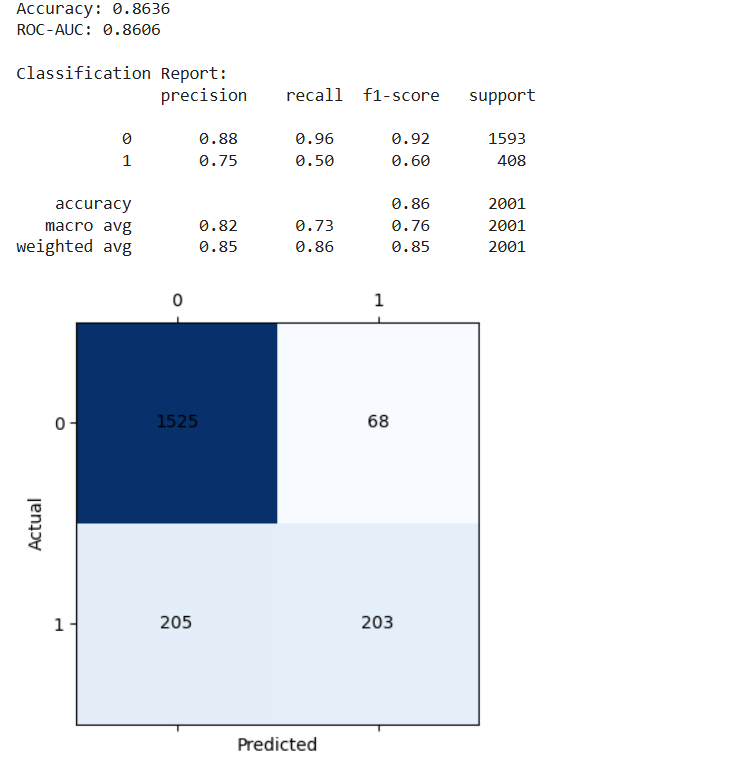 Accuracy: 0.8636
ROC-AUC: 0.8606
Classification Report:
precision recall f1-score support
0 0.88 0.96 0.92 1593
1 0.75 0.50 0.60 408
accuracy 0.86 2001
macro avg 0.82 0.73 0.76 2001
weighted avg 0.85 0.86 0.85 2001
0 1
0 1525 68
Actual
1 205 203
Predicted